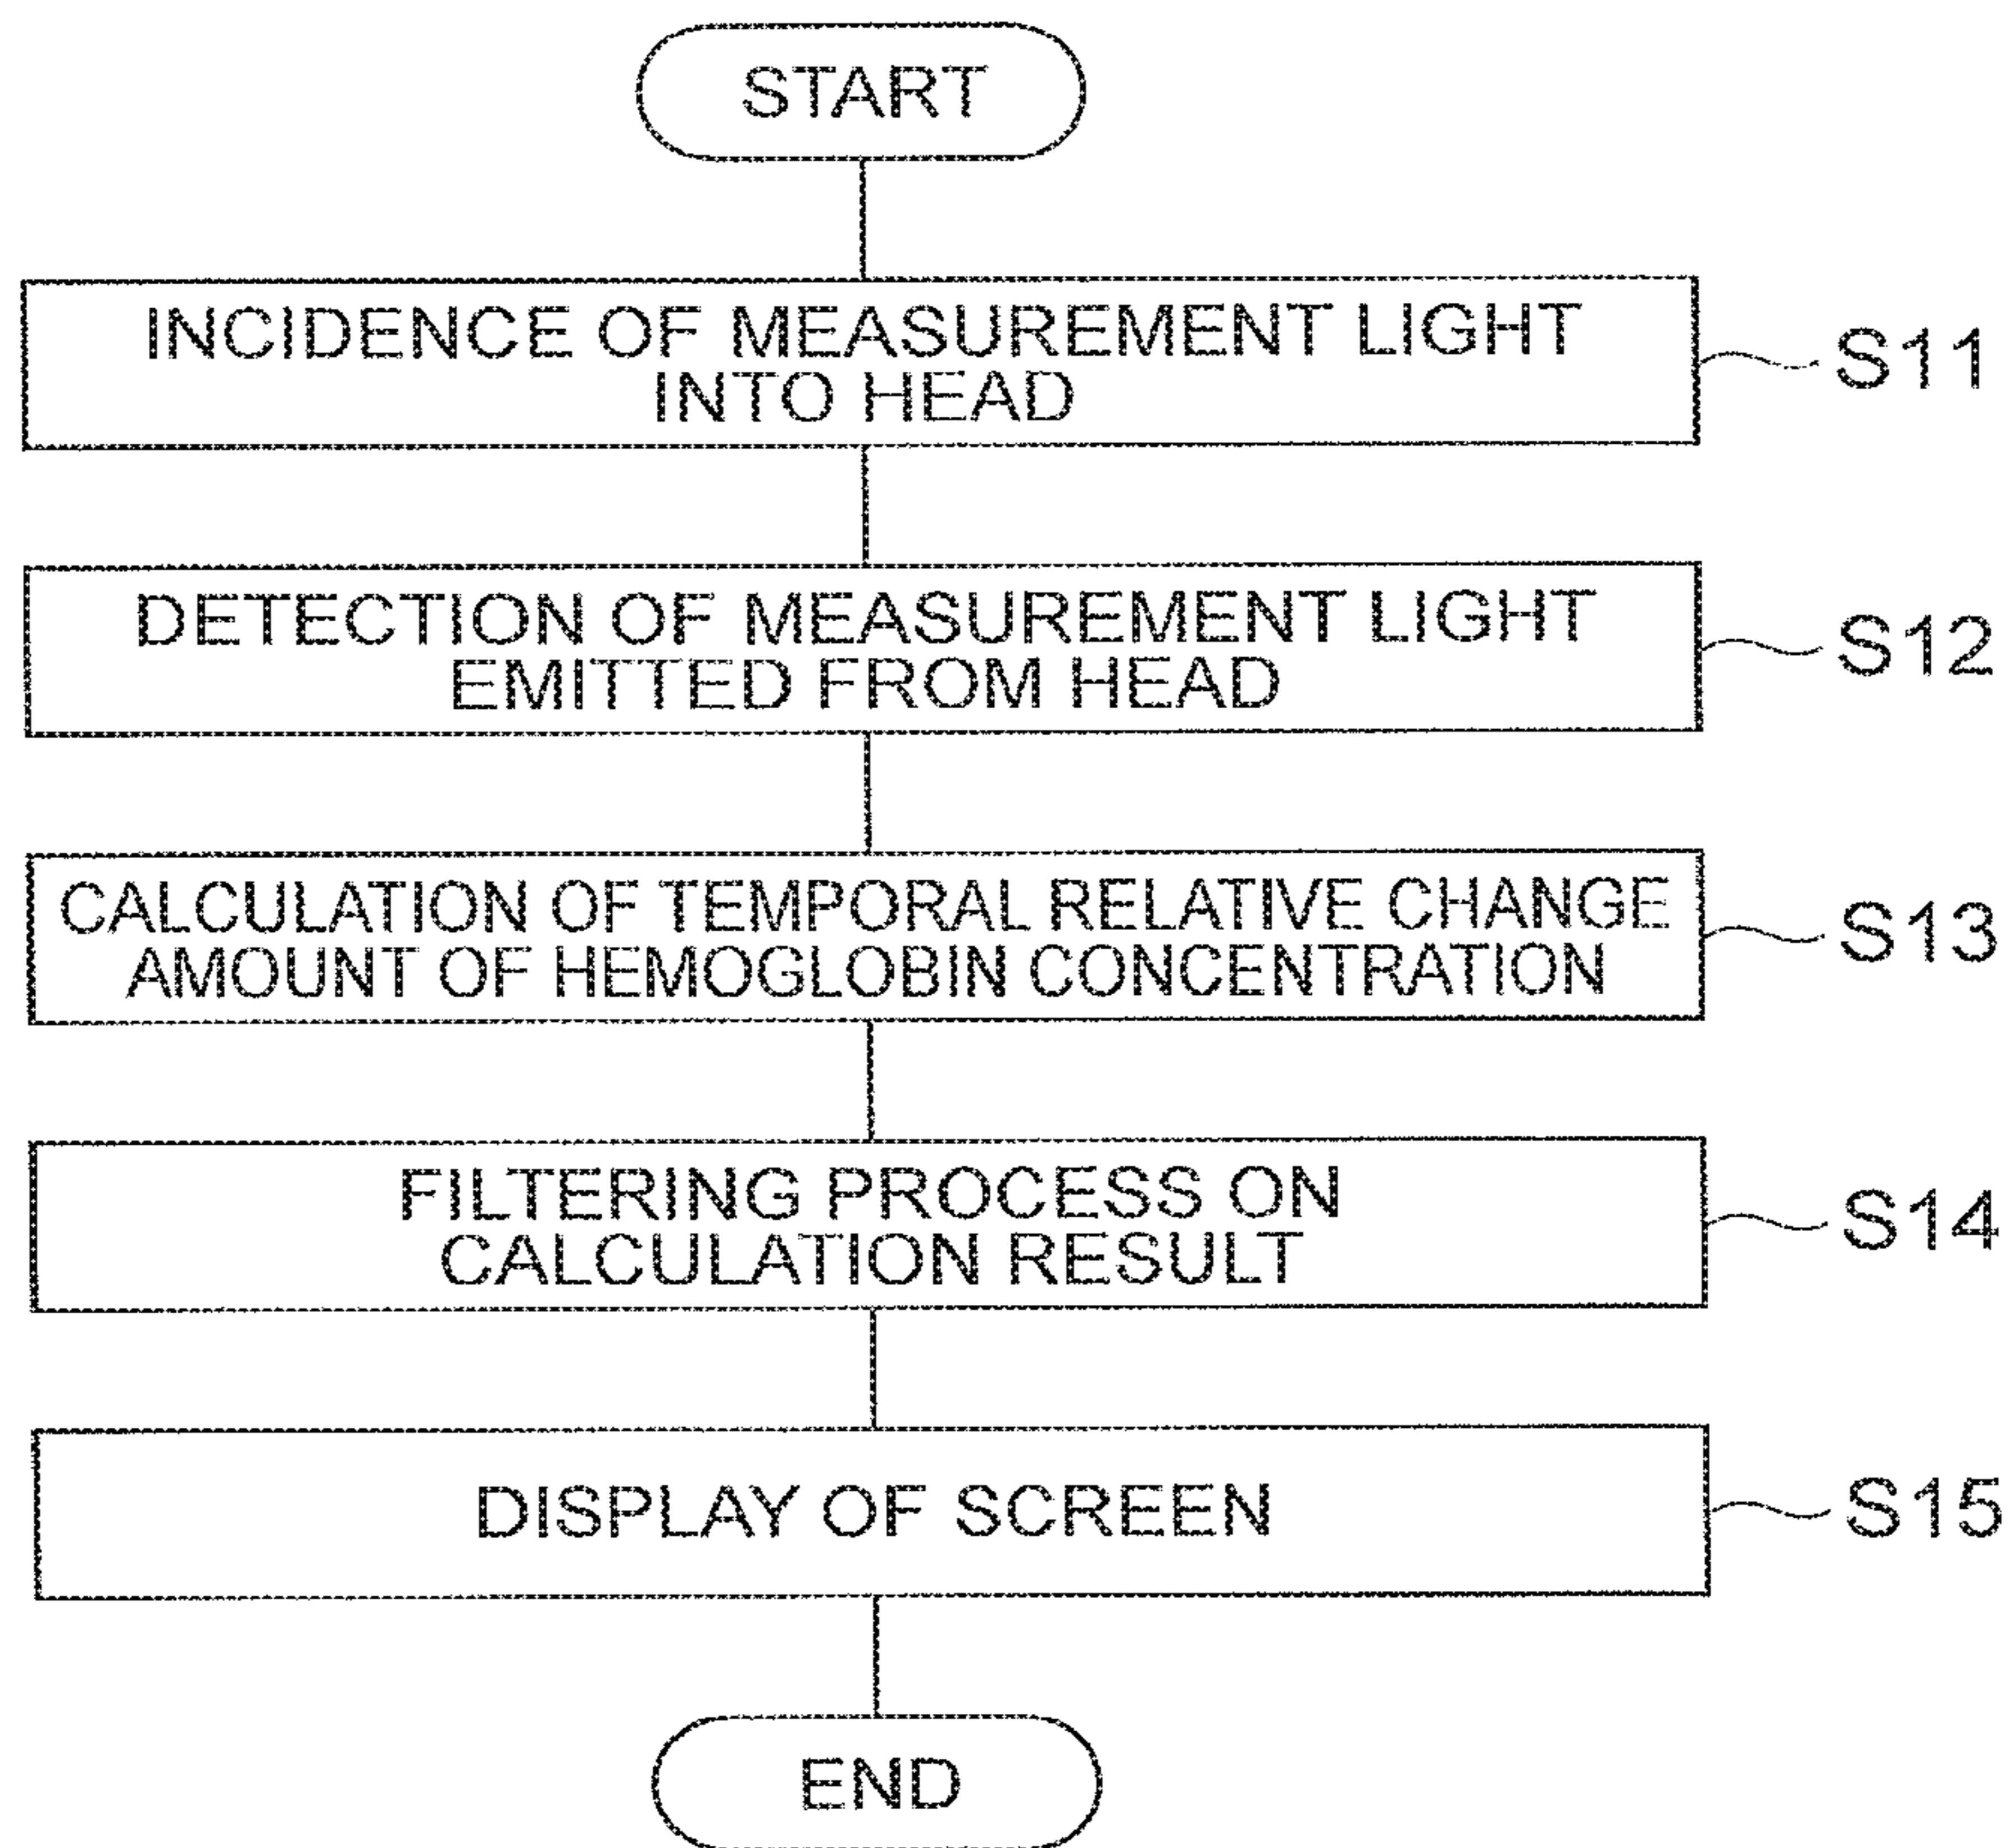 START
INCIDENCE OF MEASUREMENT LIGHT
INTO HEAD
S11
DETECTION OF MEASUREMENT LIGHT
EMITTED FROM HEAD
S12
CALCULATION OF TEMPORAL RELATIVE CHANGE
AMOUNT OF HEMOGLOBIN CONCENTRATION
S13
FILTERING PROCESS ON
CALCULATION RESULT
S14
DISPLAY OF SCREEN
S15
END